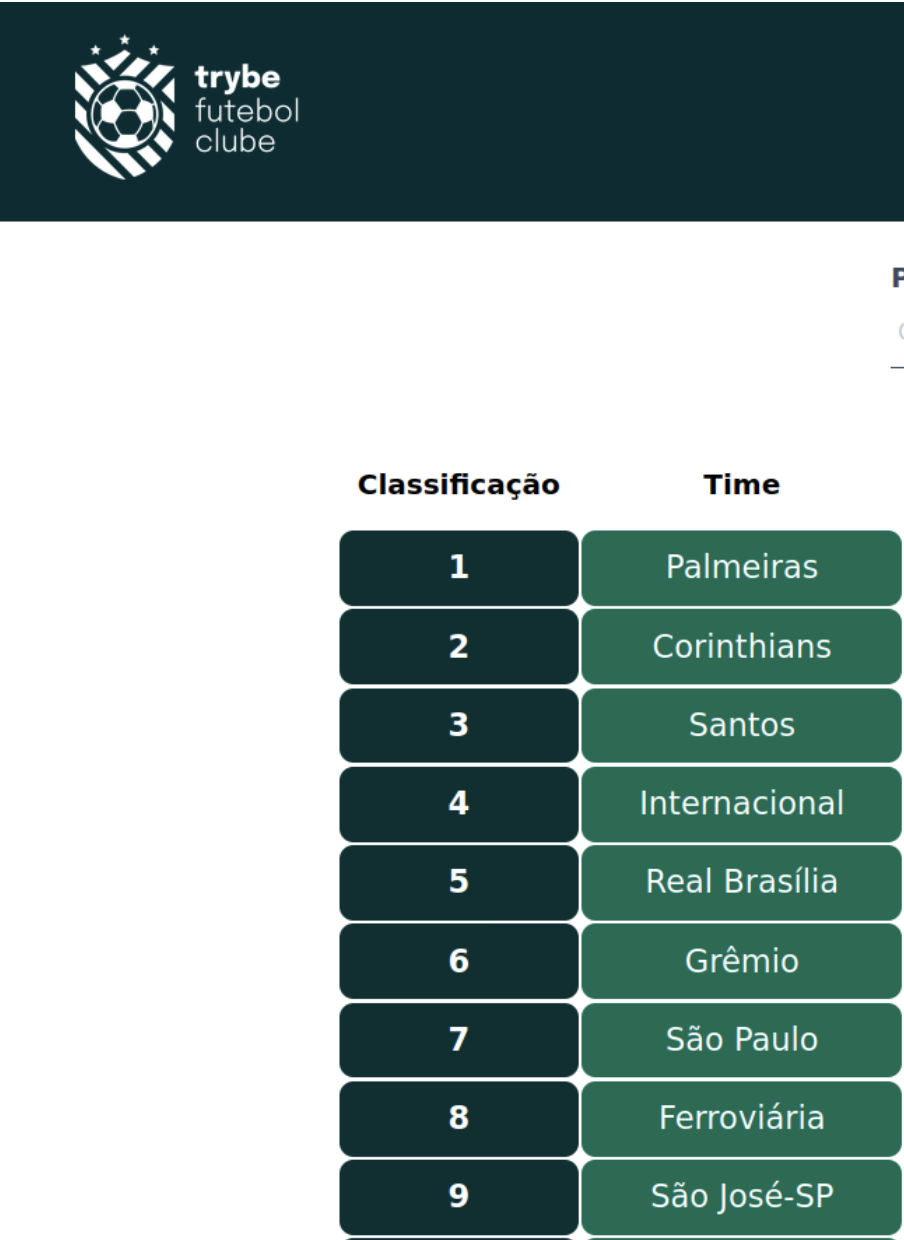 trybe
futebol
clube
Classificação Time
1 Palmeiras
2 Corinthians
3 Santos
4 Internacional
5 Real Brasília
6 Grêmio
7 São Paulo
8 Ferroviária
9 São José-SP